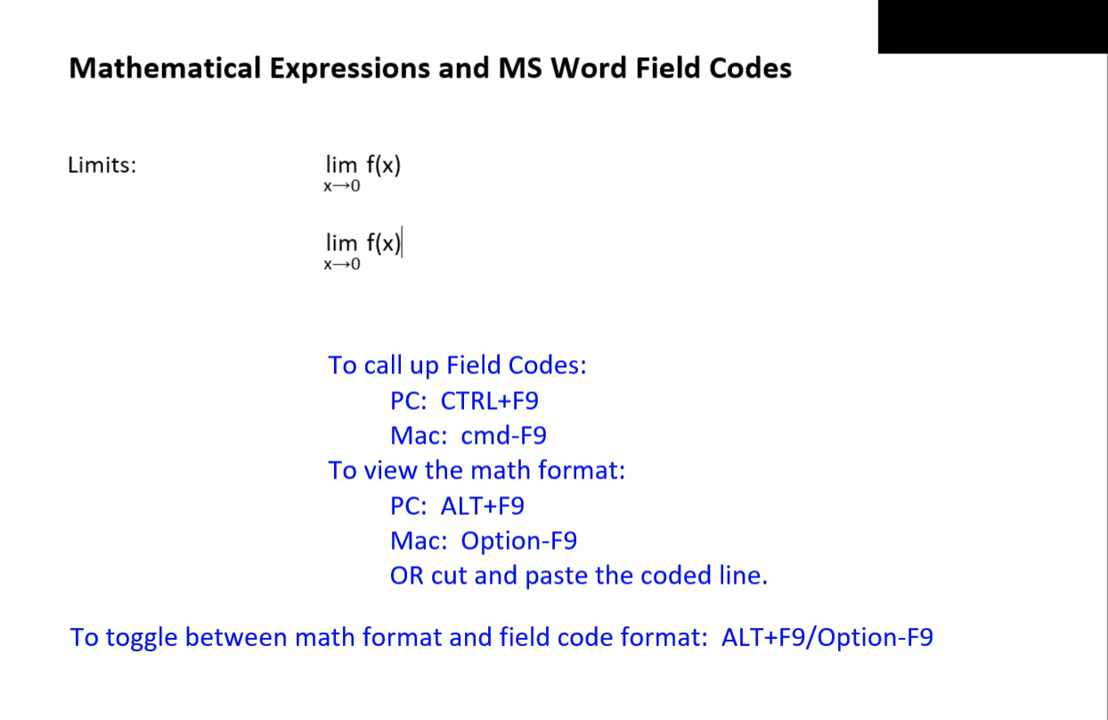 Mathematical Expressions and MS Word Field Codes
Limits: lim f(x)
x→0
lim f(x)
x→0
To call up Field Codes:
PC: CTRL+F9
Mac: cmd-F9
To view the math format:
PC: ALT+F9
Mac: Option-F9
OR cut and paste the coded line.
To toggle between math format and field code format: ALT+F9/Option-F9